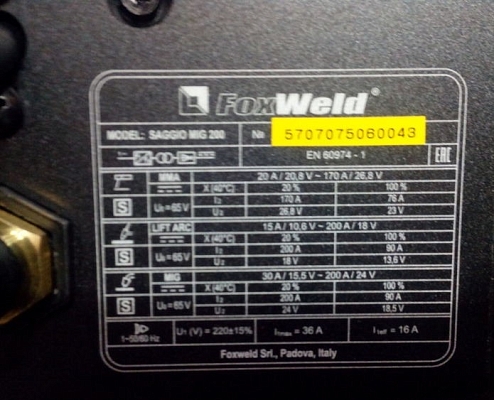 FoxWeld®
MODEL: SAGGIO MIG 200 № 5707075060043
EN 60974 - 1 EAC
MMA 20 A / 20,8 V ~ 170 A / 26,8 V
X (40°C) 20 % 100 %
S U₀ = 65 V I₂ 170 A 76 A
U₂ 26,8 V 23 V
LIFT ARC 15 A / 10,6 V ~ 200 A / 18 V
X (40°C) 20 % 100 %
S U₀ = 65 V I₂ 200 A 90 A
U₂ 18 V 13,6 V
MIG 30 A / 15,5 V ~ 200 A / 24 V
X (40°C) 20 % 100 %
S U₀ = 65 V I₂ 200 A 90 A
U₂ 24 V 18,5 V
1~50/60 Hz U₁ (V) = 220±15% I₁max = 36 A I₁eff = 16 A
Foxweld Srl., Padova, Italy